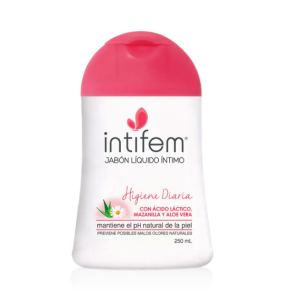 intifem®
JABÓN LÍQUIDO ÍNTIMO
Higiene Diaria
CON ÁCIDO LÁCTICO,
MAZANILLA Y ALOE VERA
mantiene el pH natural de la piel
PREVIENE POSIBLES MALOS OLORES NATURALES
250 mL